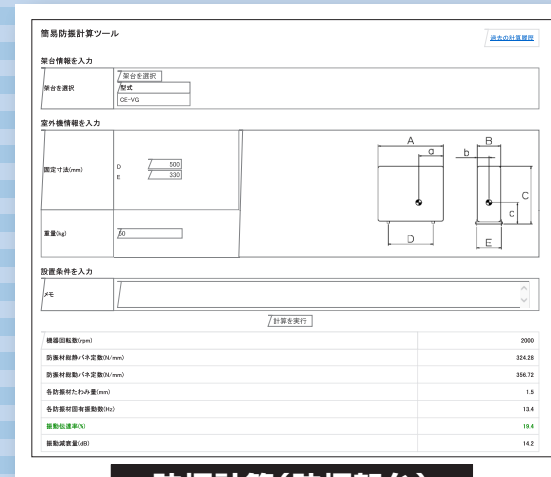 簡易防振計算ツール
過去の計算履歴
架台情報を入力
架台を選択
架台を選択
型式
CE-VG
室外機情報を入力
固定寸法(mm)
D 500
E 330
重量(kg)
50
A
a
B
b
C
c
D
E
設置条件を入力
メモ
計算を実行
機器回転数(rpm) 2000
防振材総静バネ定数(N/mm) 324.28
防振材総動バネ定数(N/mm) 356.72
各防振材たわみ量(mm) 1.5
各防振材固有振動数(Hz) 13.4
振動伝達率(%) 19.4
振動減衰量(dB) 14.2